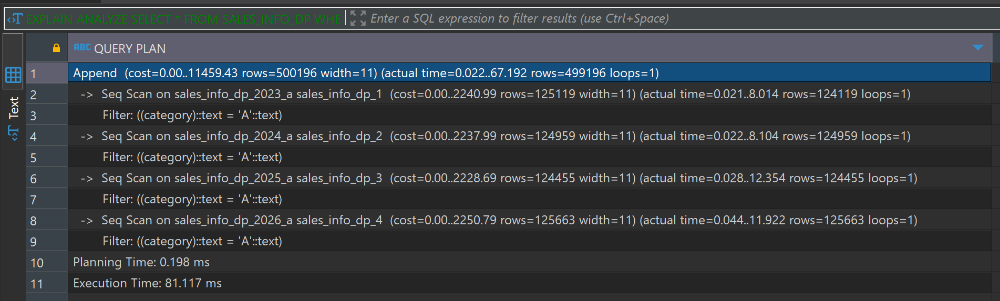 EXPLAIN ANALYZE SELECT * FROM SALES_INFO_DP WHE Enter a SQL expression to filter results (use Ctrl+Space)
ABC QUERY PLAN
Text
1 Append (cost=0.00..11459.43 rows=500196 width=11) (actual time=0.022..67.192 rows=499196 loops=1)
2 -> Seq Scan on sales_info_dp_2023_a sales_info_dp_1 (cost=0.00..2240.99 rows=125119 width=11) (actual time=0.021..8.014 rows=124119 loops=1)
3 Filter: ((category)::text = 'A'::text)
4 -> Seq Scan on sales_info_dp_2024_a sales_info_dp_2 (cost=0.00..2237.99 rows=124959 width=11) (actual time=0.022..8.104 rows=124959 loops=1)
5 Filter: ((category)::text = 'A'::text)
6 -> Seq Scan on sales_info_dp_2025_a sales_info_dp_3 (cost=0.00..2228.69 rows=124455 width=11) (actual time=0.028..12.354 rows=124455 loops=1)
7 Filter: ((category)::text = 'A'::text)
8 -> Seq Scan on sales_info_dp_2026_a sales_info_dp_4 (cost=0.00..2250.79 rows=125663 width=11) (actual time=0.044..11.922 rows=125663 loops=1)
9 Filter: ((category)::text = 'A'::text)
10 Planning Time: 0.198 ms
11 Execution Time: 81.117 ms